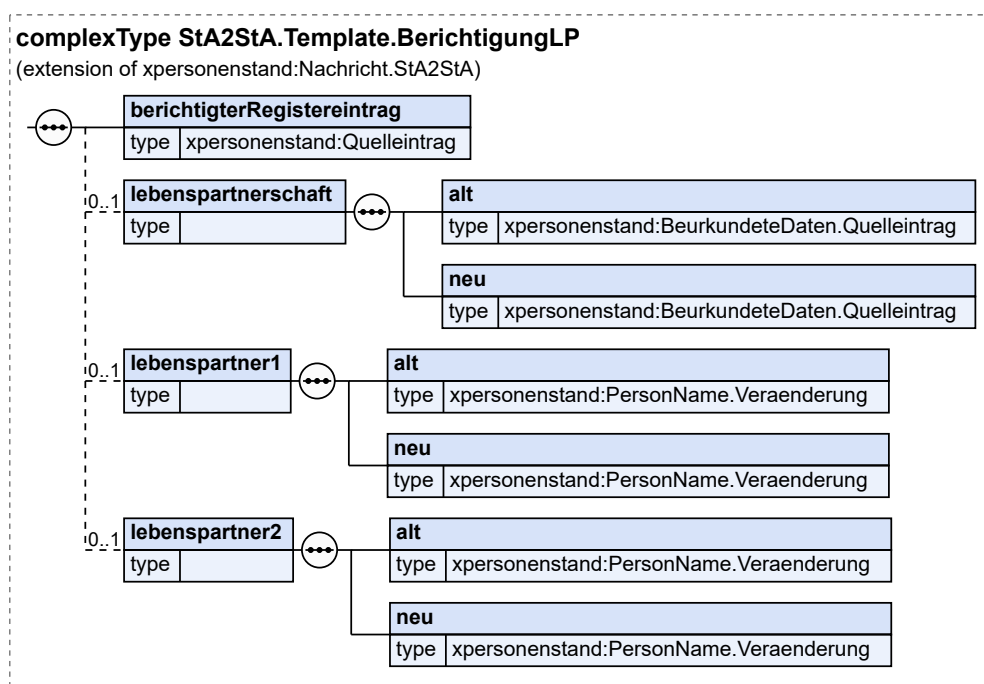 complexType StA2StA.Template.BerichtigungLP
(extension of xpersonenstand:Nachricht.StA2StA)
berichtigterRegistereintrag
type xpersonenstand:Quelleintrag
0..1 lebenspartnerschaft
type
alt
type xpersonenstand:BeurkundeteDaten.Quelleintrag
neu
type xpersonenstand:BeurkundeteDaten.Quelleintrag
0..1 lebenspartner1
type
alt
type xpersonenstand:PersonName.Veraenderung
neu
type xpersonenstand:PersonName.Veraenderung
0..1 lebenspartner2
type
alt
type xpersonenstand:PersonName.Veraenderung
neu
type xpersonenstand:PersonName.Veraenderung